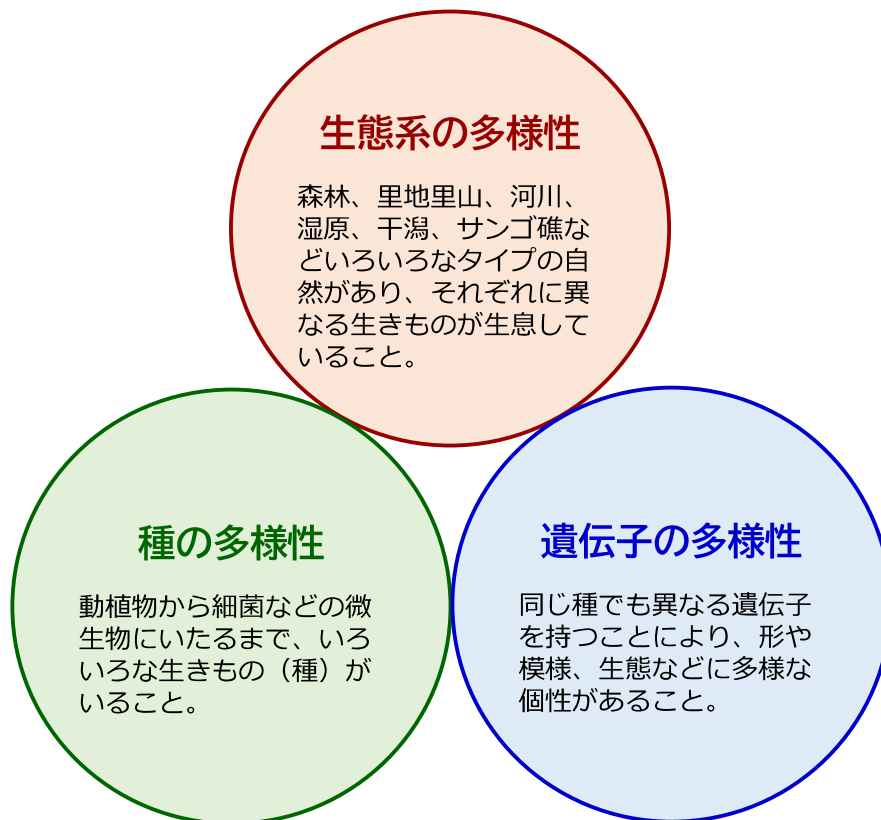 生態系の多様性
森林、里地里山、河川、
湿原、干潟、サンゴ礁な
どいろいろなタイプの自
然があり、それぞれに異
なる生きものが生息して
いること。
種の多様性
動植物から細菌などの微
生物にいたるまで、いろ
いろな生きもの（種）が
いること。
遺伝子の多様性
同じ種でも異なる遺伝子
を持つことにより、形や
模様、生態などに多様な
個性があること。